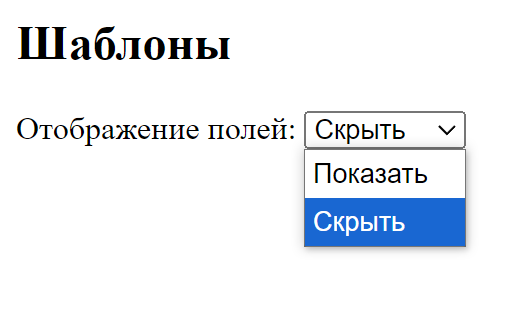 Шаблоны
Отображение полей: Скрыть
Показать
Скрыть